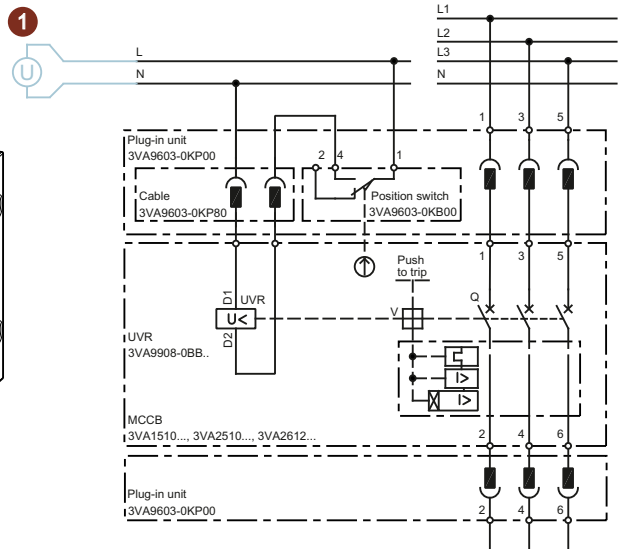 1
L1
L2
L3
N
L
N
U
1 3 5
Plug-in unit
3VA9603-0KP00
2 4 1
Cable
3VA9603-0KP80
Position switch
3VA9603-0KB00
1 3 5
Push
to trip
D1 UVR
U<
D2
V
Q
UVR
3VA9908-0BB..
I>
I>
MCCB
3VA1510..., 3VA2510..., 3VA2612...
2 4 6
Plug-in unit
3VA9603-0KP00
2 4 6